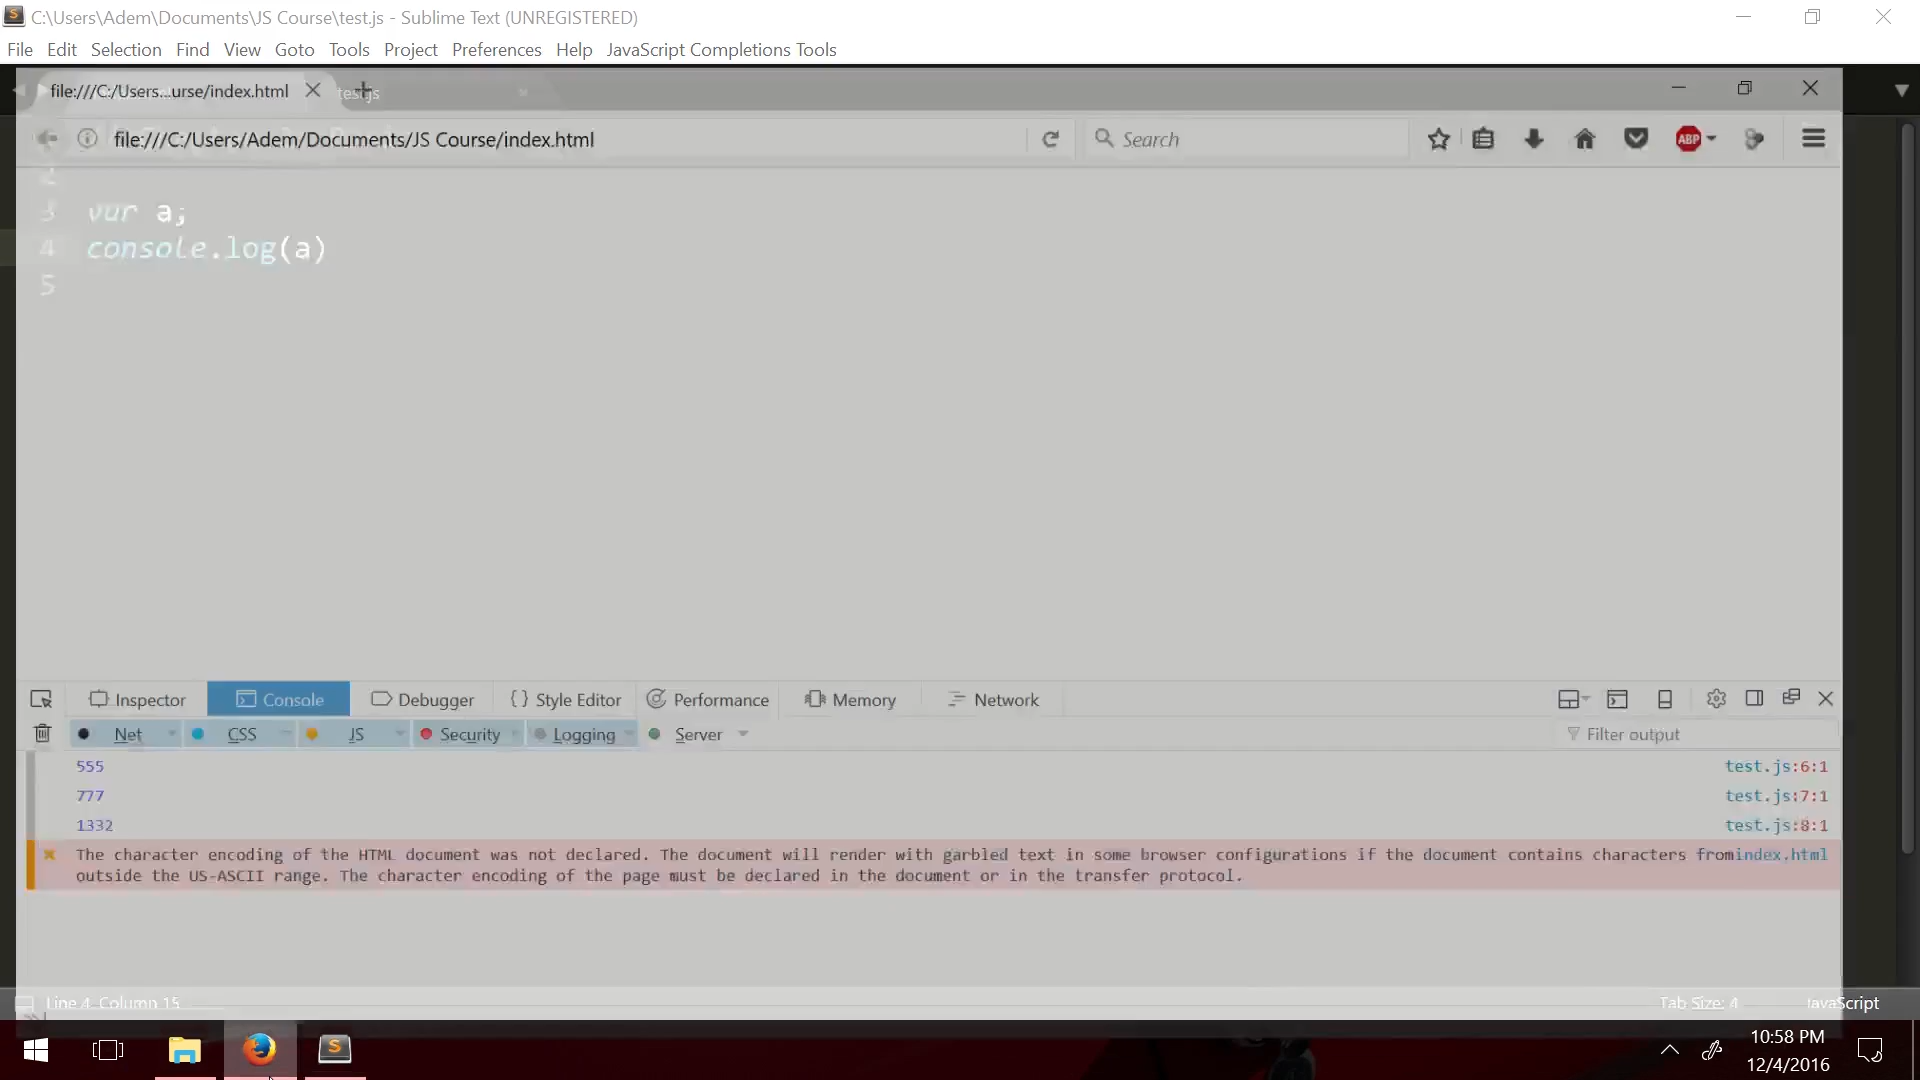 C:\Users\Adem\Documents\JS Course\test.js - Sublime Text (UNREGISTERED)
File Edit Selection Find View Goto Tools Project Preferences Help JavaScript Completions Tools
file:///C:/Users...urse/index.html test.js
file:///C:/Users/Adem/Documents/JS Course/index.html Search ABP
2
3 var a;
4 console.log(a)
5
Inspector Console Debugger Style Editor Performance Memory Network
Net CSS JS Security Logging Server Filter output
555 test.js:6:1
777 test.js:7:1
1332 test.js:8:1
The character encoding of the HTML document was not declared. The document will render with garbled text in some browser configurations if the document contains characters from index.html
outside the US-ASCII range. The character encoding of the page must be declared in the document or in the transfer protocol.
Line 4, Column 15 Tab Size: 4 JavaScript
10:58 PM
12/4/2016